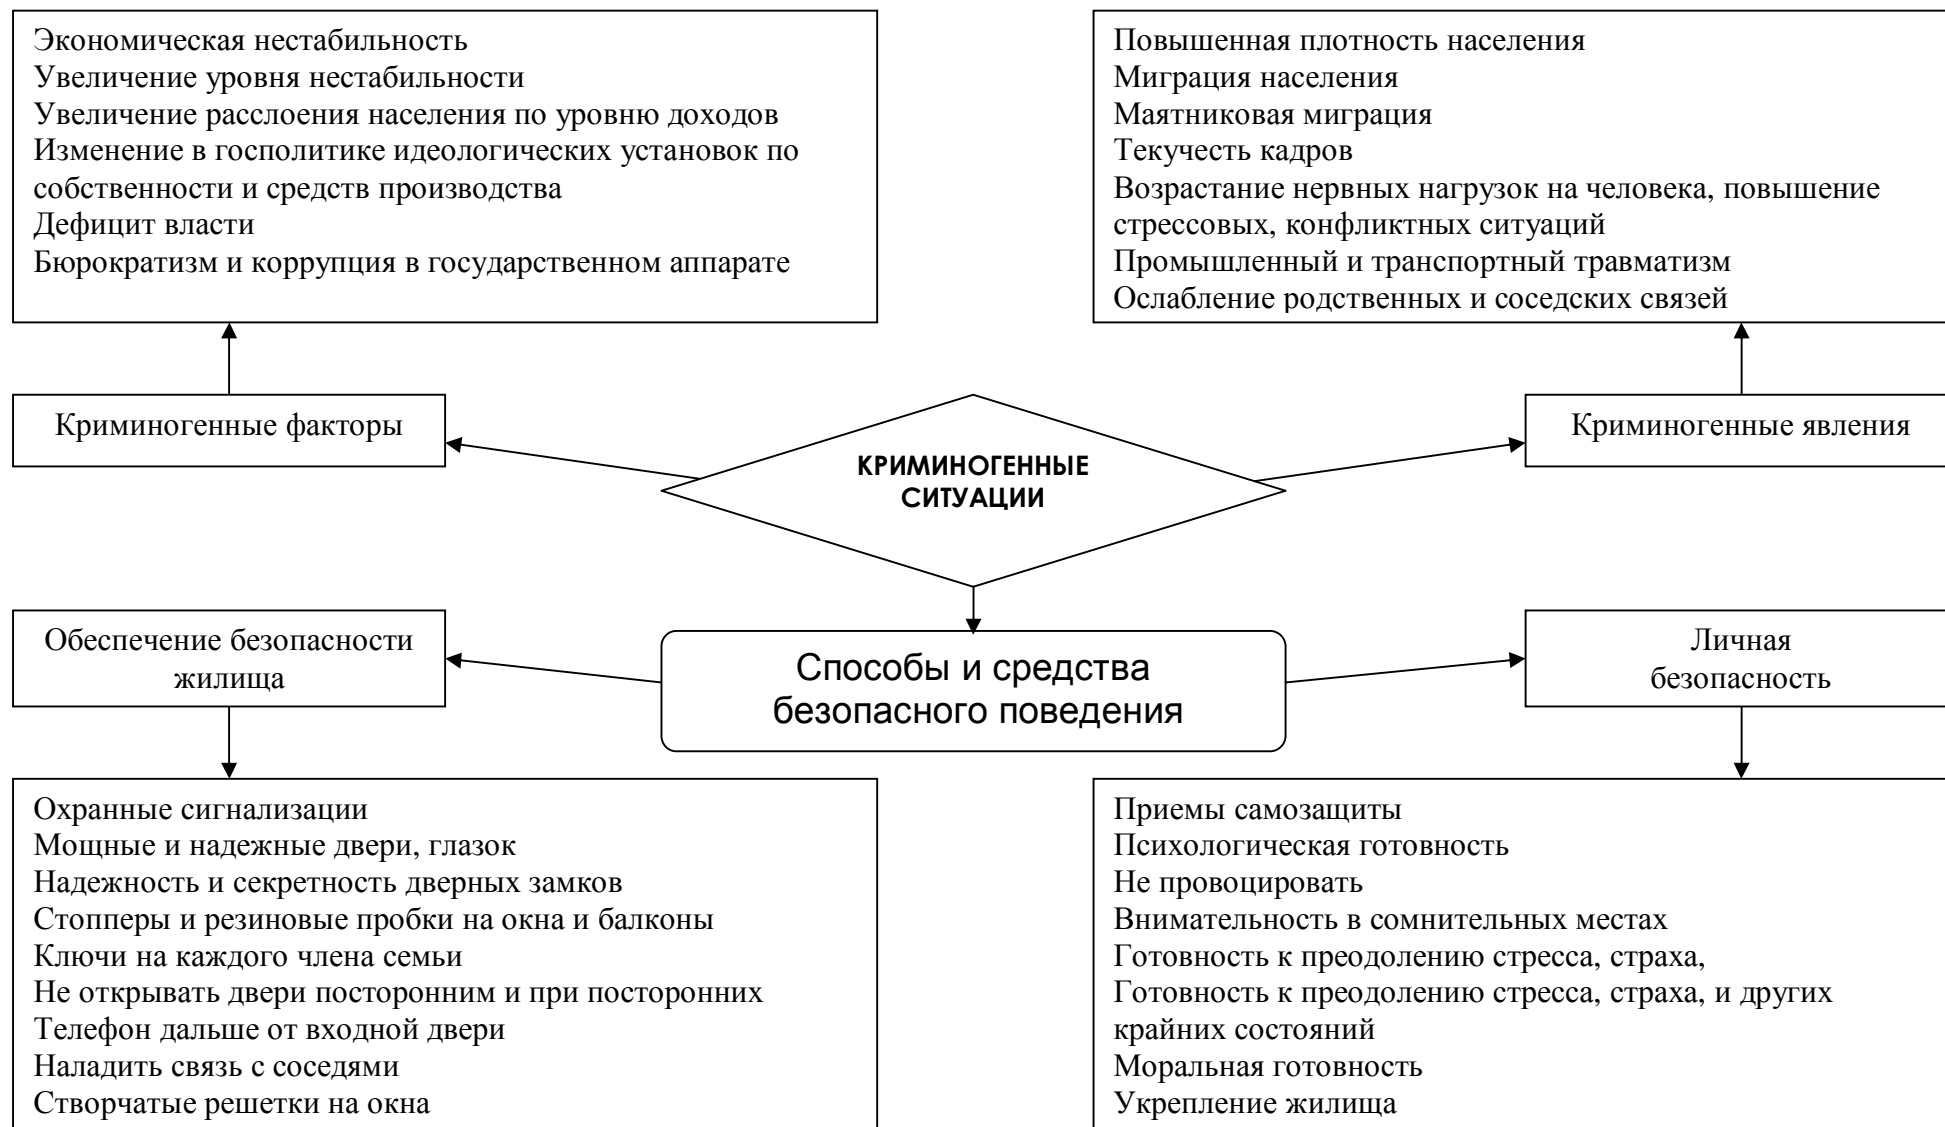 Экономическая нестабильность
Увеличение уровня нестабильности
Увеличение расслоения населения по уровню доходов
Изменение в госполитике идеологических установок по
собственности и средств производства
Дефицит власти
Бюрократизм и коррупция в государственном аппарате
Повышенная плотность населения
Миграция населения
Маятниковая миграция
Текучесть кадров
Возрастание нервных нагрузок на человека, повышение
стрессовых, конфликтных ситуаций
Промышленный и транспортный травматизм
Ослабление родственных и соседских связей
Криминогенные факторы
КРИМИНОГЕННЫЕ
СИТУАЦИИ
Криминогенные явления
Обеспечение безопасности
жилища
Способы и средства
безопасного поведения
Личная
безопасность
Охранные сигнализации
Мощные и надежные двери, глазок
Надежность и секретность дверных замков
Стопперы и резиновые пробки на окна и балконы
Ключи на каждого члена семьи
Не открывать двери посторонним и при посторонних
Телефон дальше от входной двери
Наладить связь с соседями
Створчатые решетки на окна
Приемы самозащиты
Психологическая готовность
Не провоцировать
Внимательность в сомнительных местах
Готовность к преодолению стресса, страха,
Готовность к преодолению стресса, страха, и других
крайних состояний
Моральная готовность
Укрепление жилища